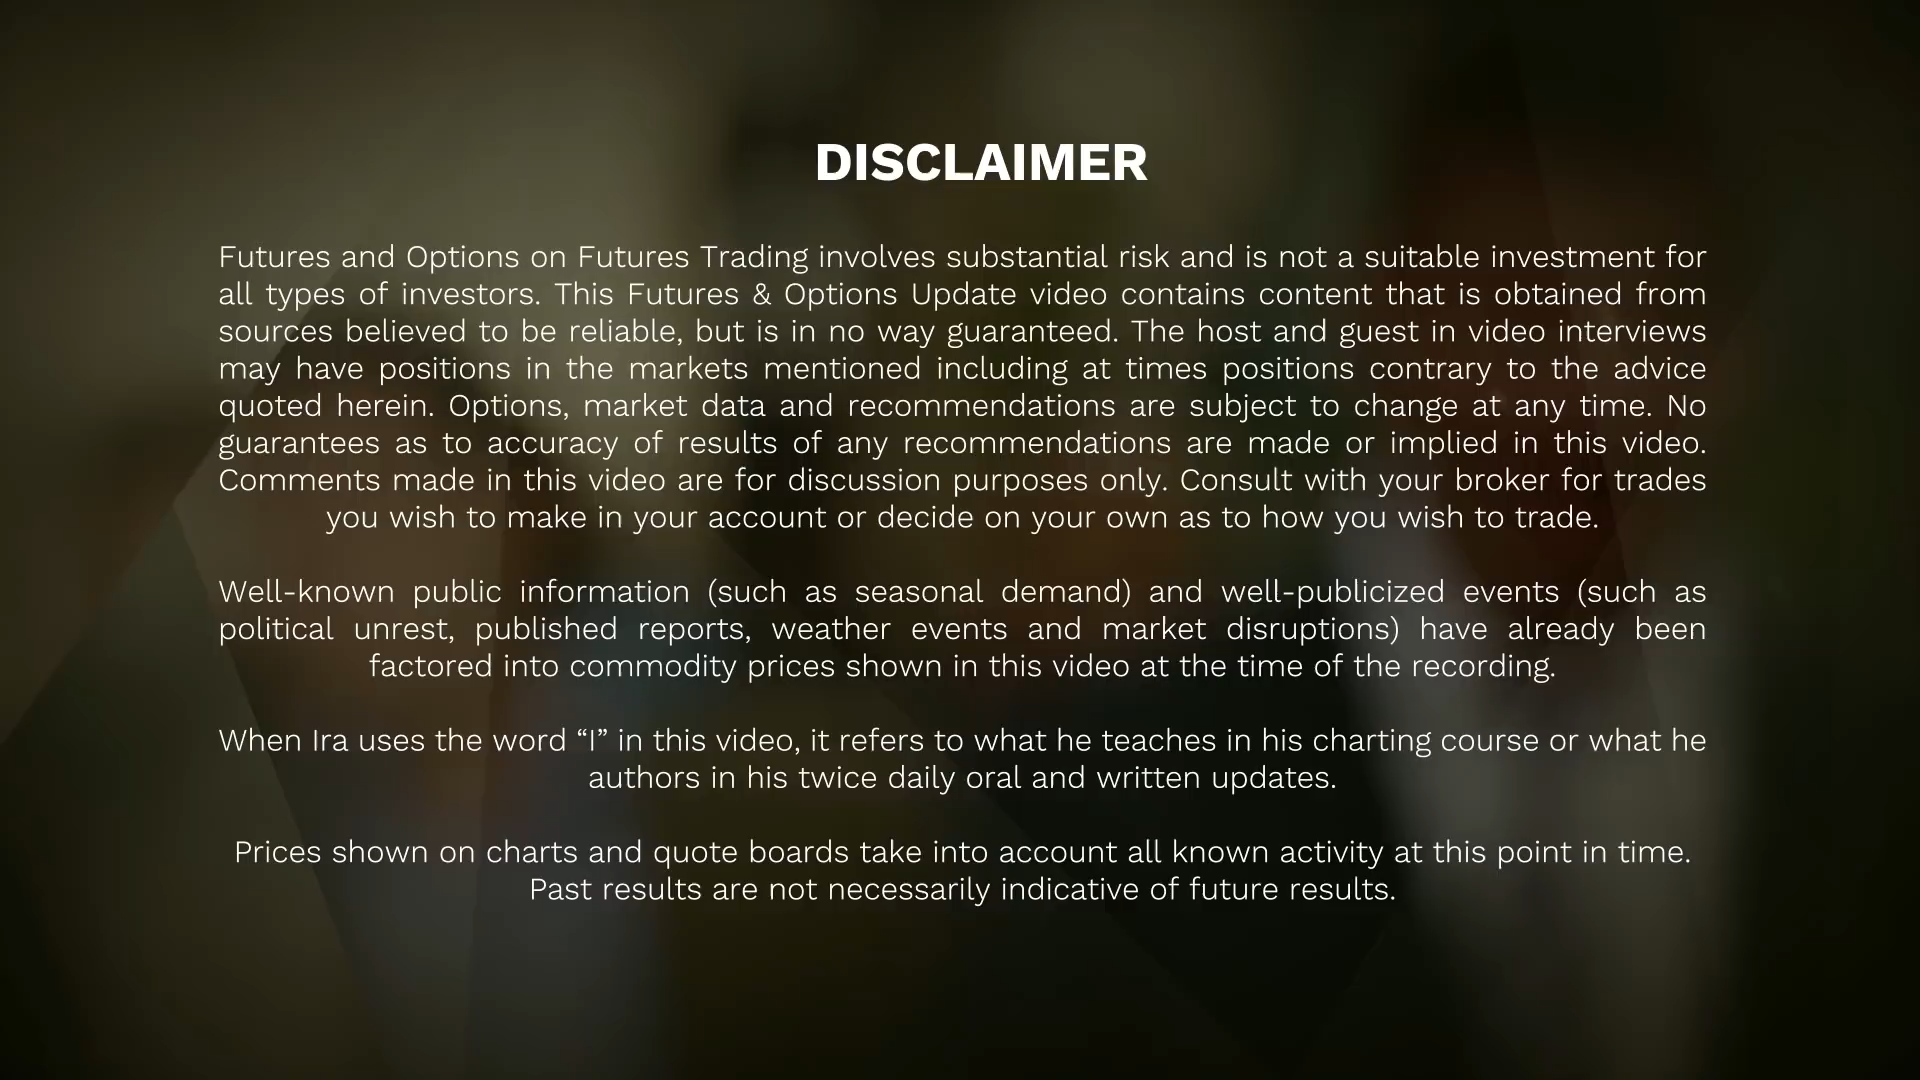 DISCLAIMER
Futures and Options on Futures Trading involves substantial risk and is not a suitable investment for
all types of investors. This Futures & Options Update video contains content that is obtained from
sources believed to be reliable, but is in no way guaranteed. The host and guest in video interviews
may have positions in the markets mentioned including at times positions contrary to the advice
quoted herein. Options, market data and recommendations are subject to change at any time. No
guarantees as to accuracy of results of any recommendations are made or implied in this video.
Comments made in this video are for discussion purposes only. Consult with your broker for trades
you wish to make in your account or decide on your own as to how you wish to trade.
Well-known public information (such as seasonal demand) and well-publicized events (such as
political unrest, published reports, weather events and market disruptions) have already been
factored into commodity prices shown in this video at the time of the recording.
When Ira uses the word “I” in this video, it refers to what he teaches in his charting course or what he
authors in his twice daily oral and written updates.
Prices shown on charts and quote boards take into account all known activity at this point in time.
Past results are not necessarily indicative of future results.